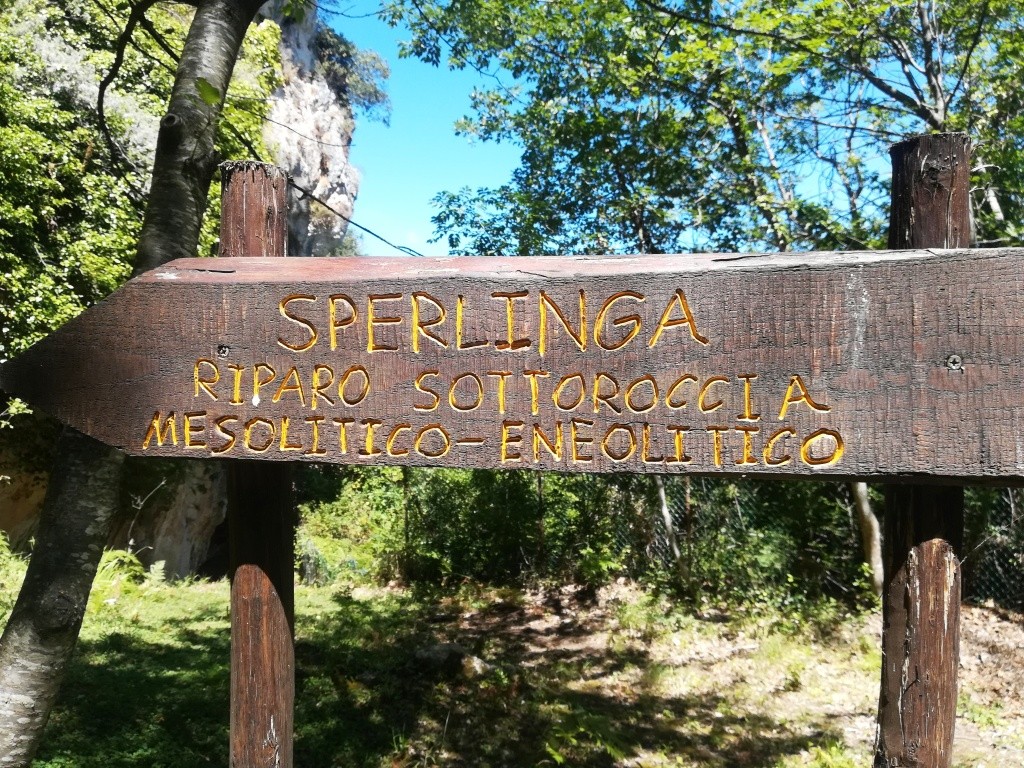 SPERLINGA
RIPARO SOTTOROCCIA
MESOLITICO-ENEOLITICO